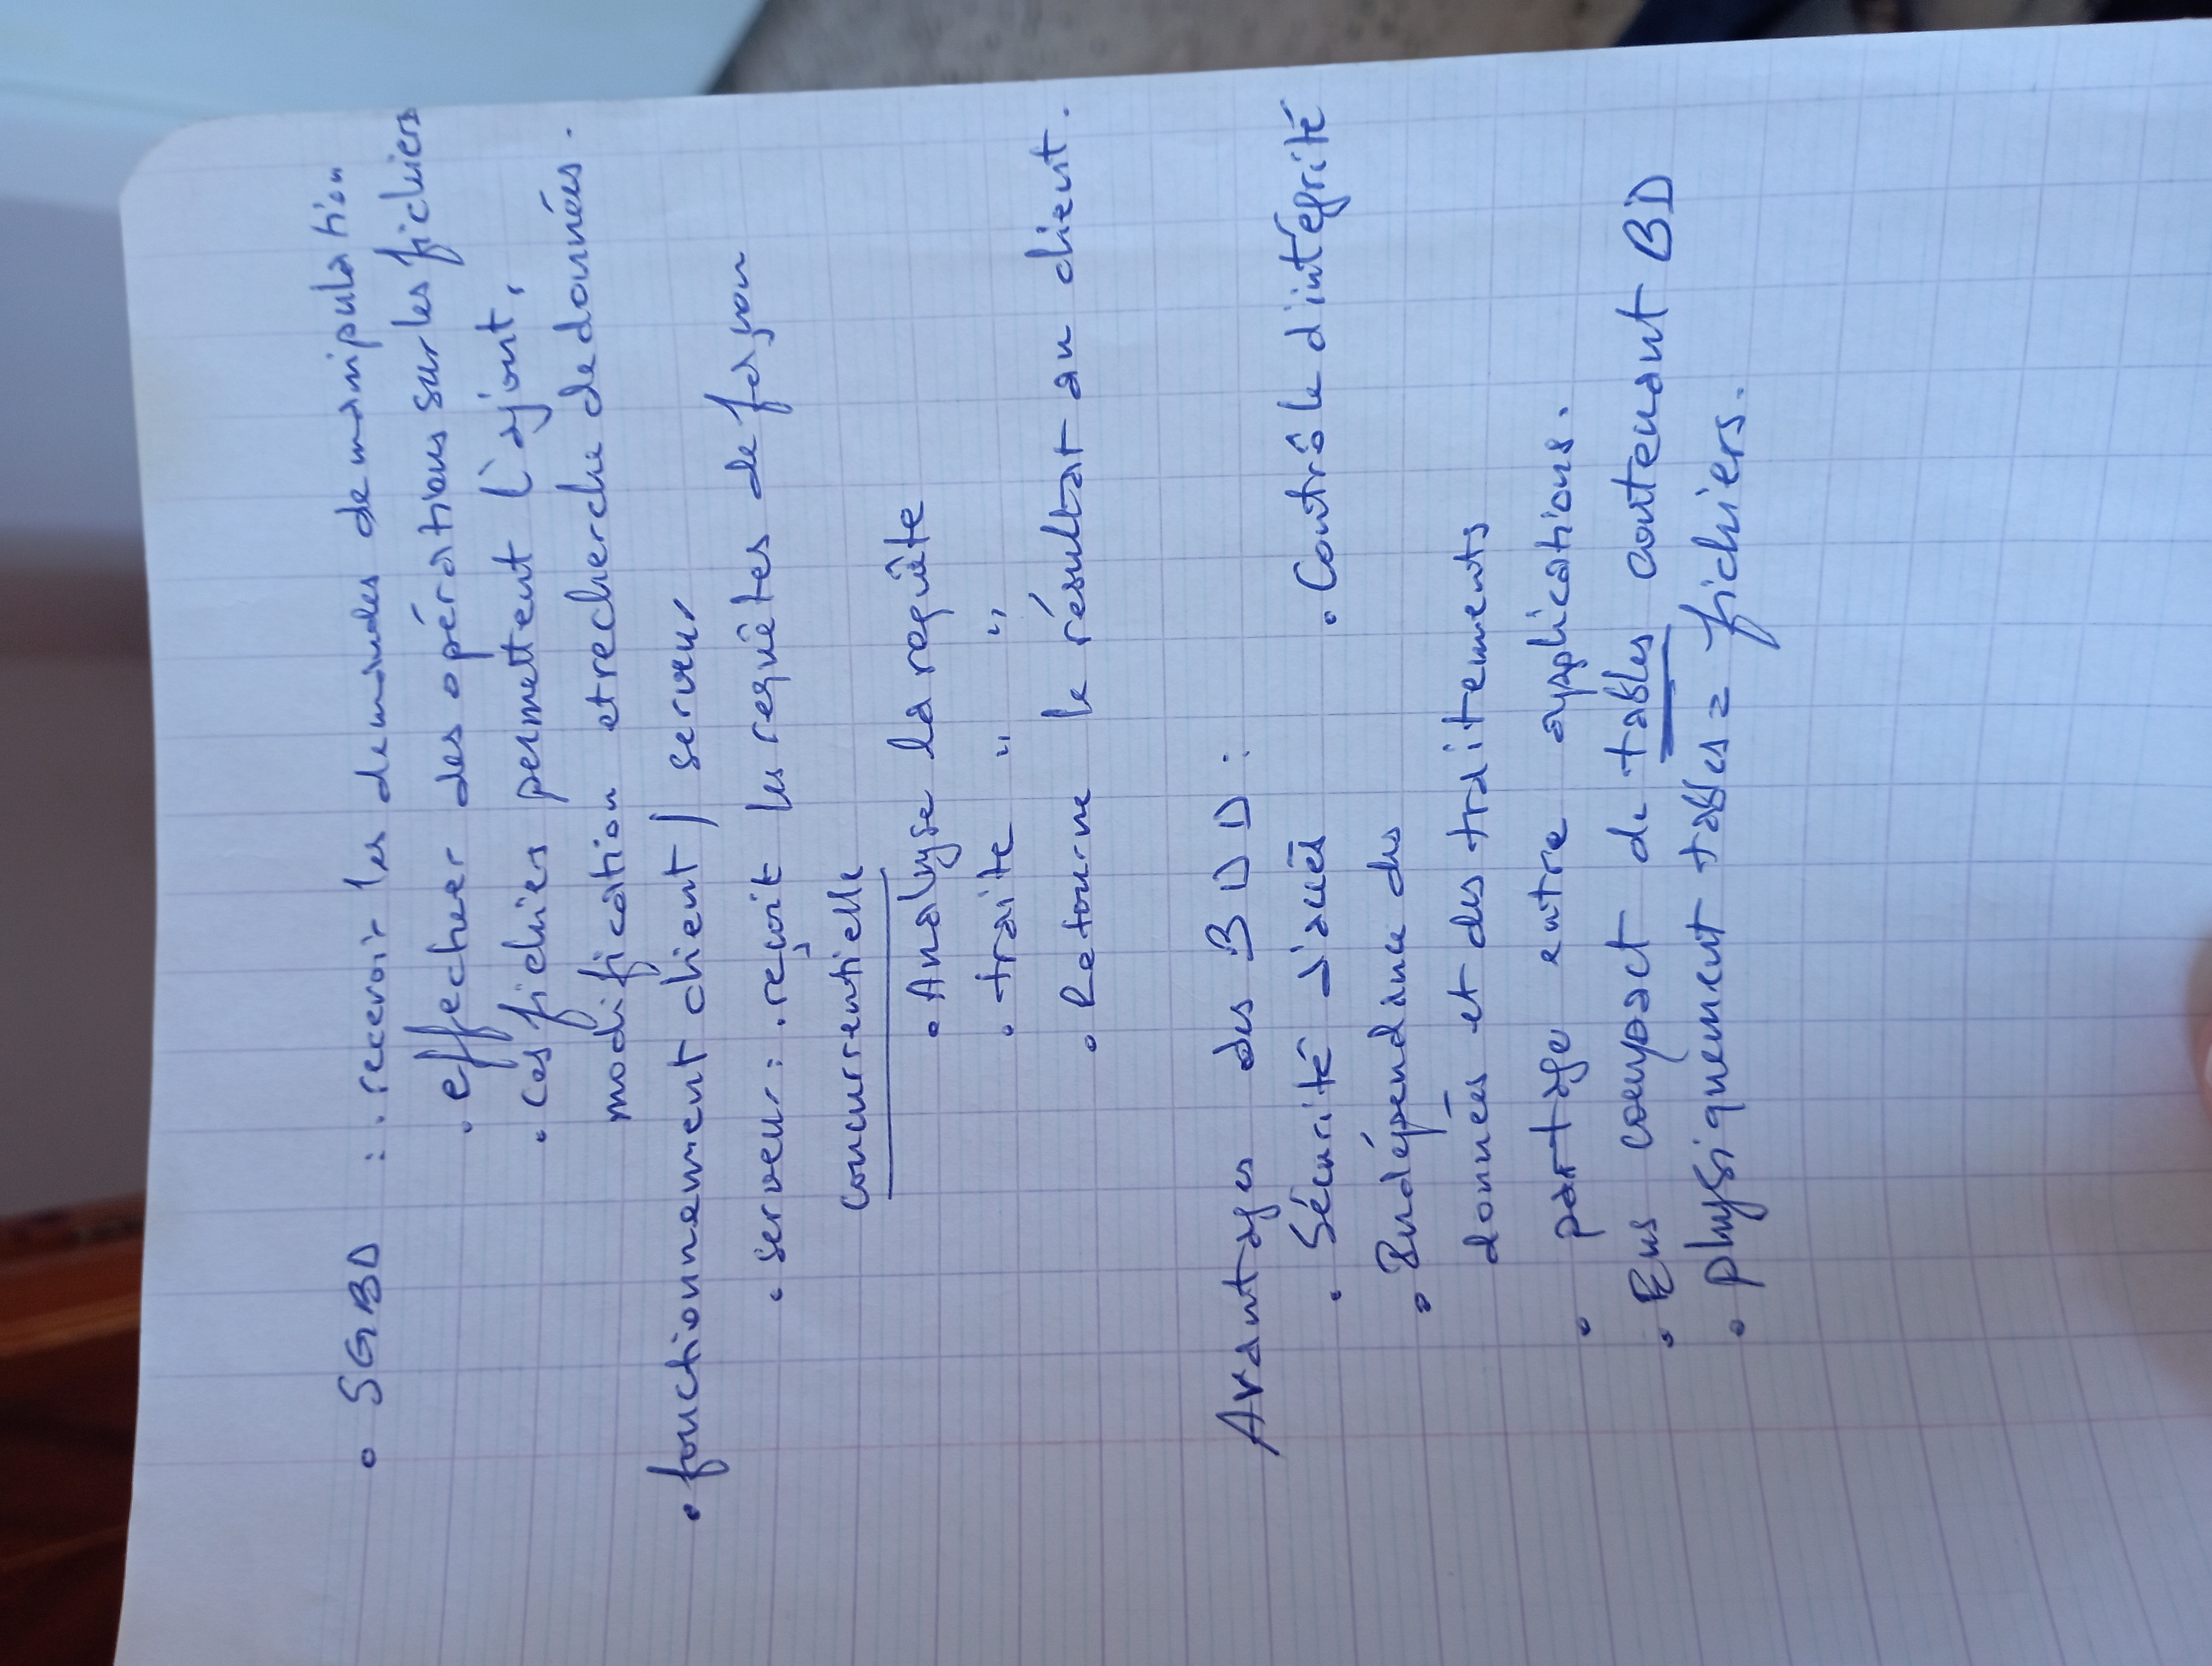 • SGBD : . recevoir les demandes de manipulation
. effectuer des opérations sur les fichiers
. ces fichiers permettent l'ajout,
modification et recherche de données.
. fonctionnement client / serveur
. serveur : . reçoit les requêtes de façon
concurrentielle
. Analyse la requête
. traite " "
. Retourne le résultat au client.
Avantages des BDD :
. Sécurité d'accès . Contrôle d'intégrité
. Indépendance des
données et des traitements
. partage entre applications.
. Ens compact de tables contenant BD
. physiquement tables = fichiers.